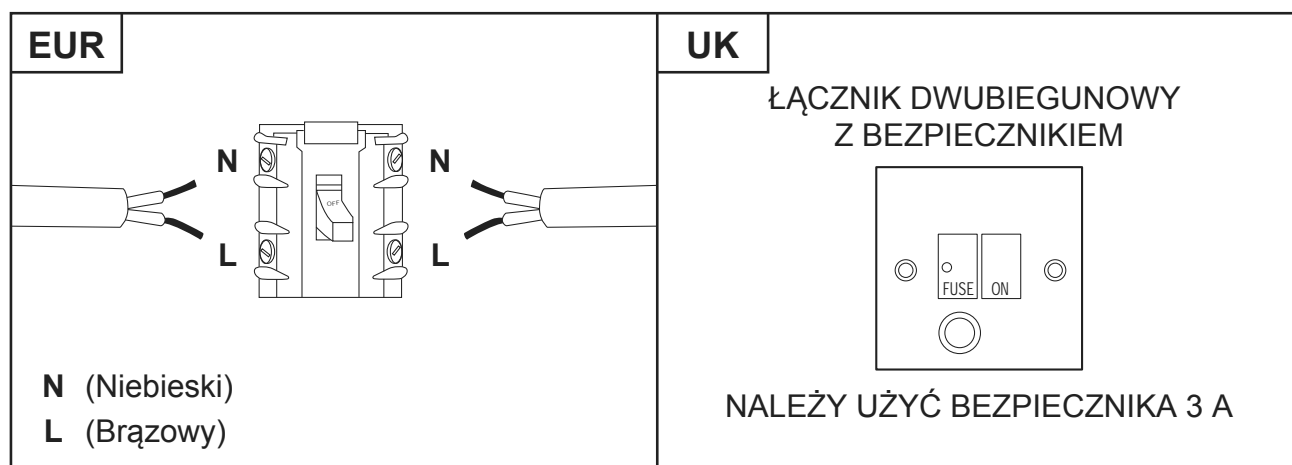 EUR
N
N
OFF
L
L
N (Niebieski)
L (Brązowy)
UK
ŁĄCZNIK DWUBIEGUNOWY
Z BEZPIECZNIKIEM
FUSE ON
NALEŻY UŻYĆ BEZPIECZNIKA 3 A